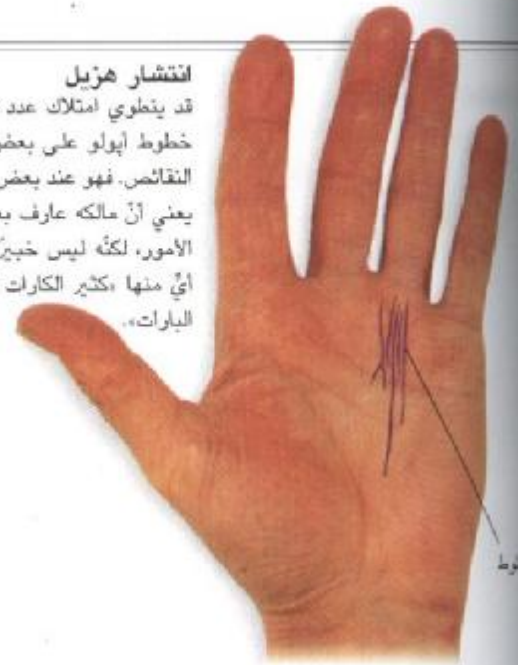 انتشار هزيل
قد ينطوي امتلاك عدد
خطوط أپولو على بعض
النقائص. فهو عند بعض
يعني أنّ مالكه عارف
الأمور، لكنّه ليس
أيٍّ منها «كثير الكارات
البارات».